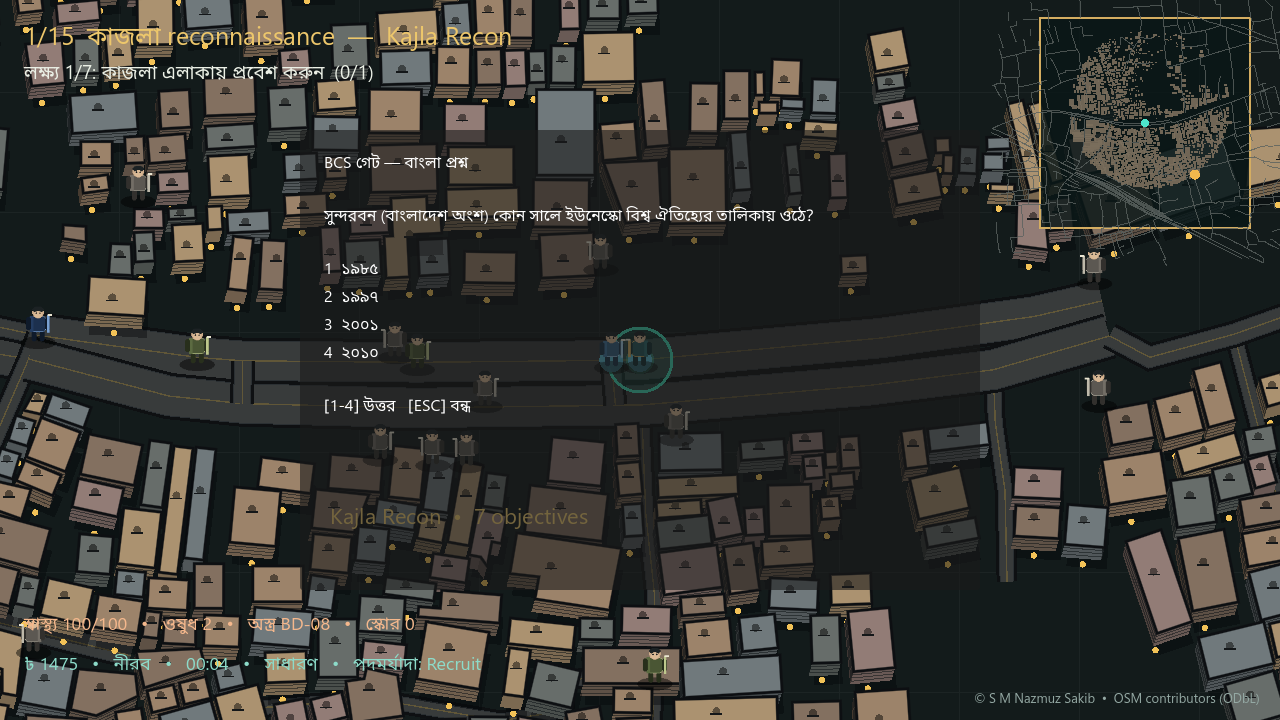 1/15 কাজলা reconnaissance — Kajla Recon
লক্ষ্য 1/7: কাজলা এলাকায় প্রবেশ করুন (0/1)
BCS গেট — বাংলা প্রশ্ন
সুন্দরবন (বাংলাদেশ অংশ) কোন সালে ইউনেস্কো বিশ্ব ঐতিহ্যের তালিকায় ওঠে?
1 ১৯৮৫
2 ১৯৯৭
3 ২০০১
4 ২০১০
[1-4] উত্তর [ESC] বন্ধ
Kajla Recon • 7 objectives
স্বাস্থ্য 100/100 • ওষুধ 2 • অস্ত্র BD-08 • স্কোর 0
৳ 1475 • নীরব • 00:04 • সাধারণ • পদমর্যাদা: Recruit
© S M Nazmuz Sakib • OSM contributors (ODbL)